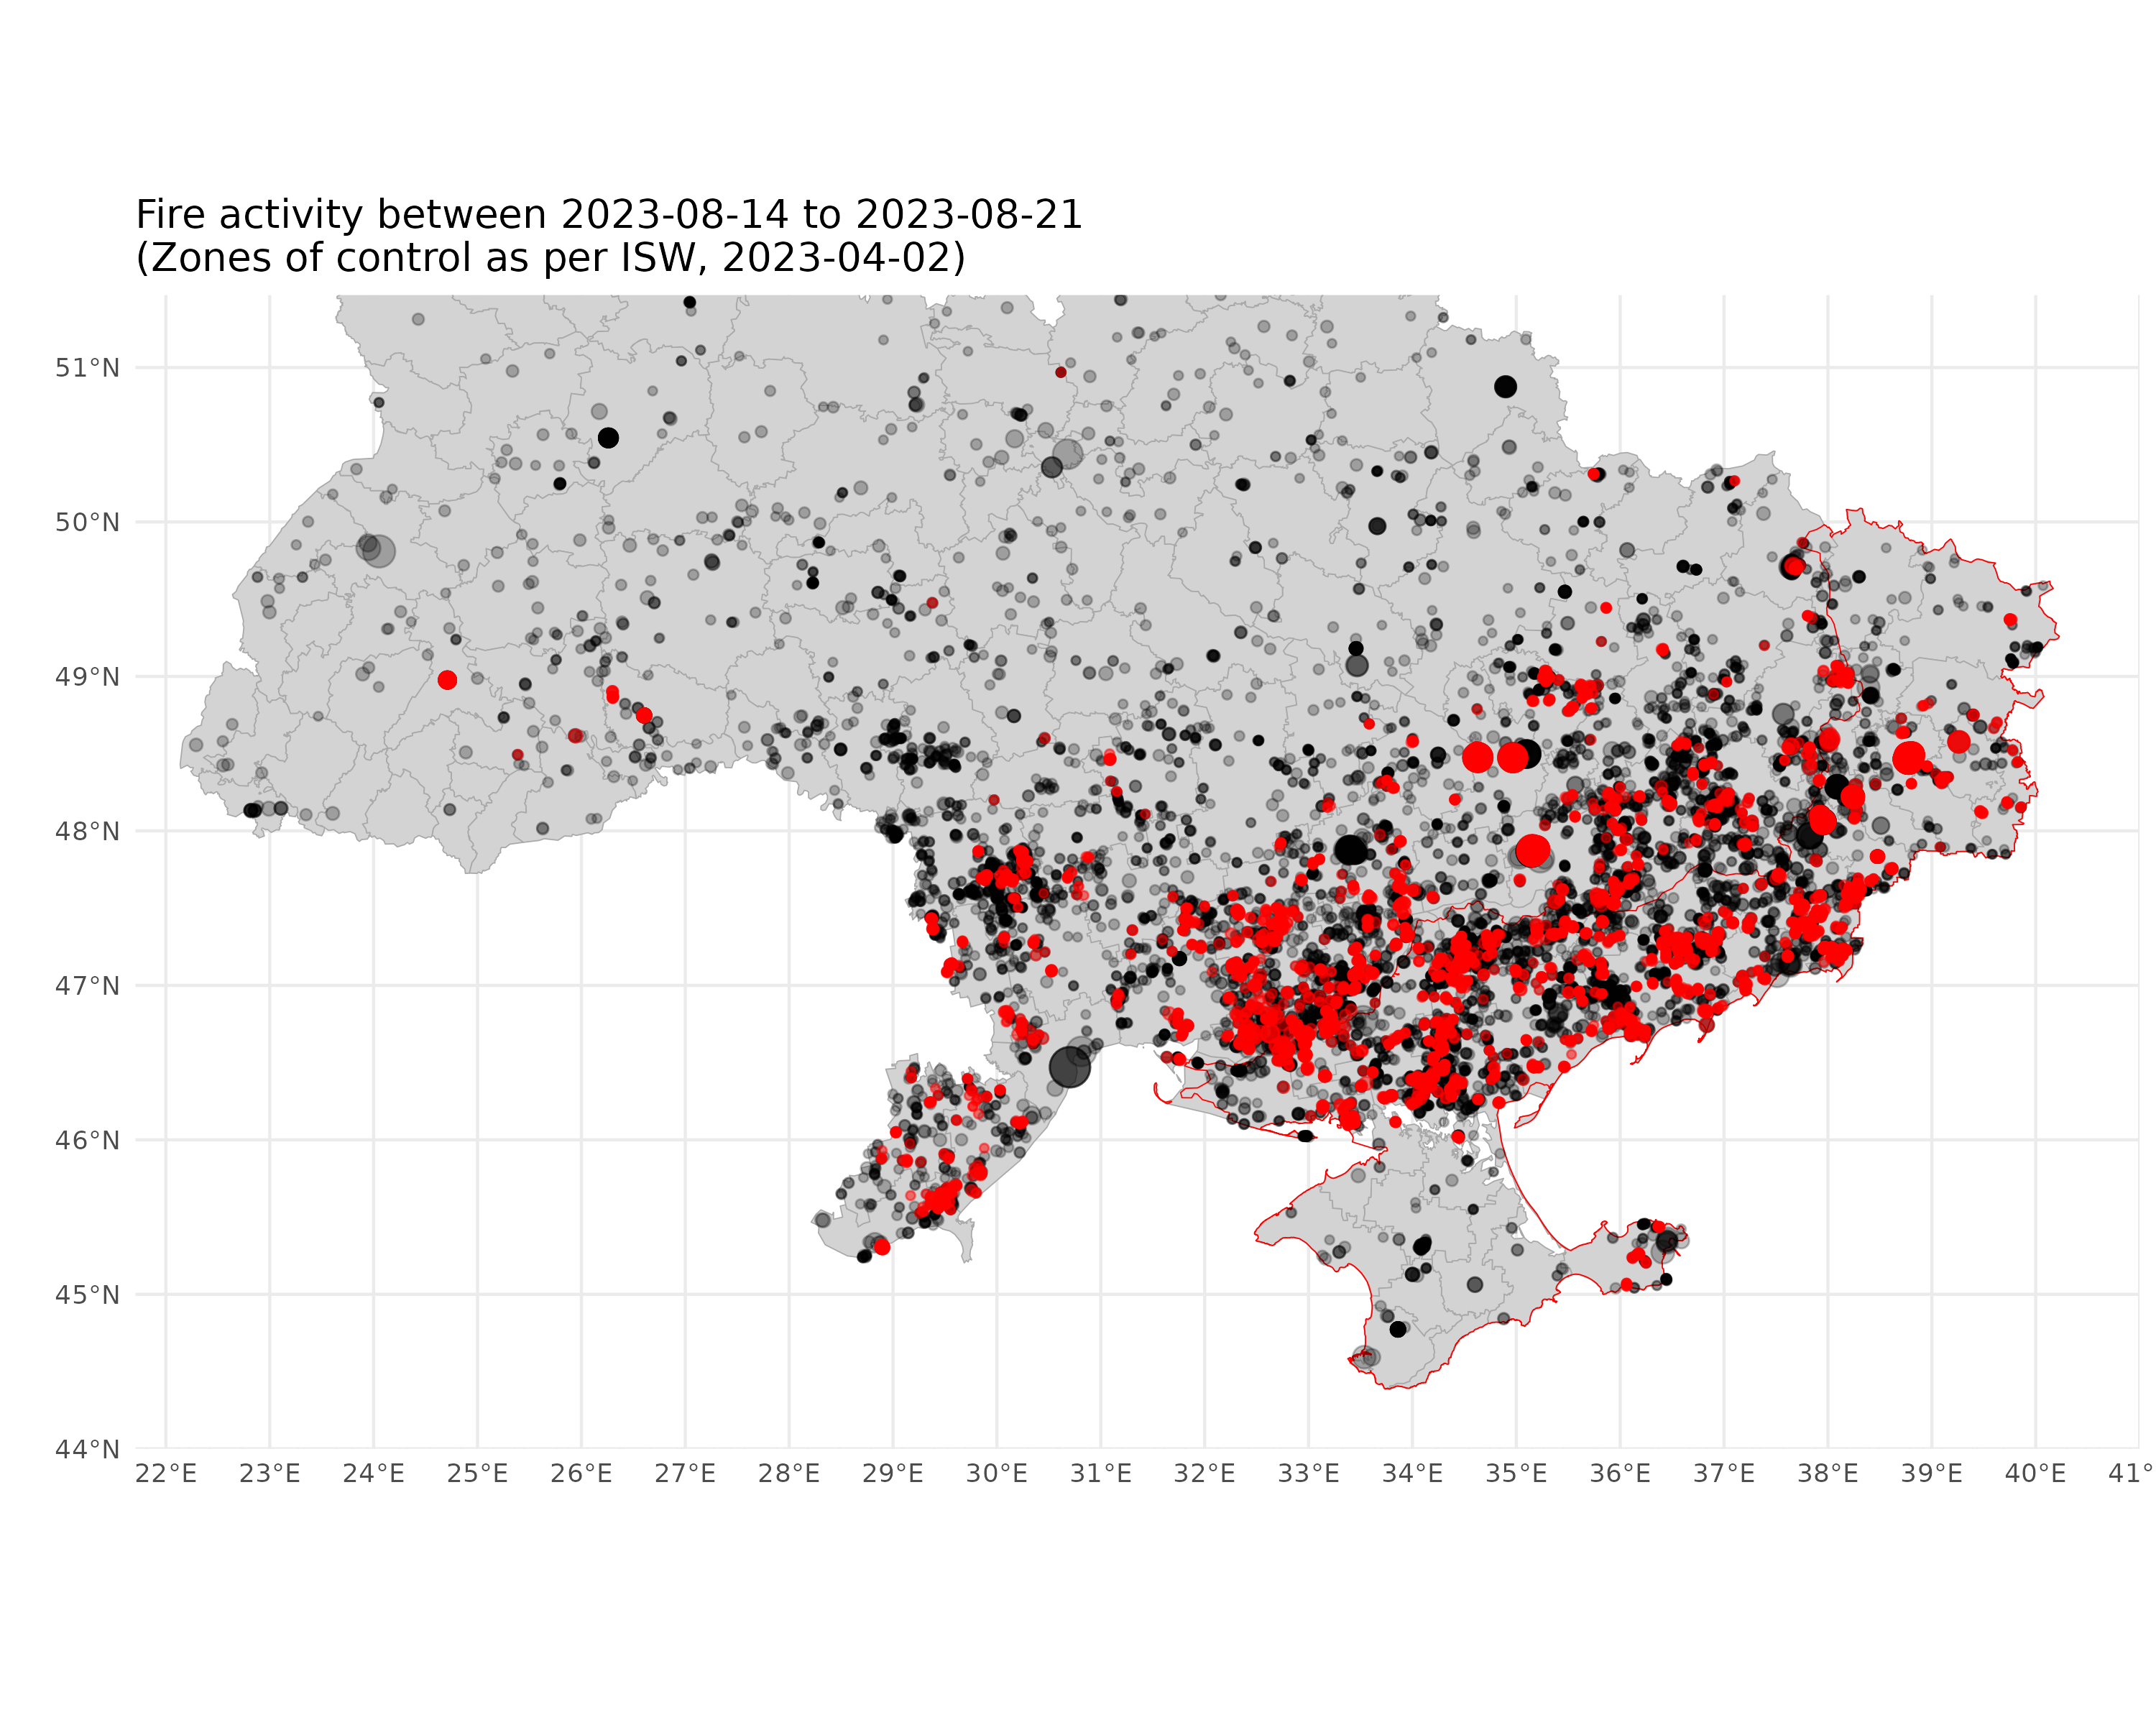 Fire activity between 2023-08-14 to 2023-08-21
(Zones of control as per ISW, 2023-04-02)
51°N
50°N
49°N
48°N
47°N
46°N
45°N
44°N
22°E 23°E 24°E 25°E 26°E 27°E 28°E 29°E 30°E 31°E 32°E 33°E 34°E 35°E 36°E 37°E 38°E 39°E 40°E 41°